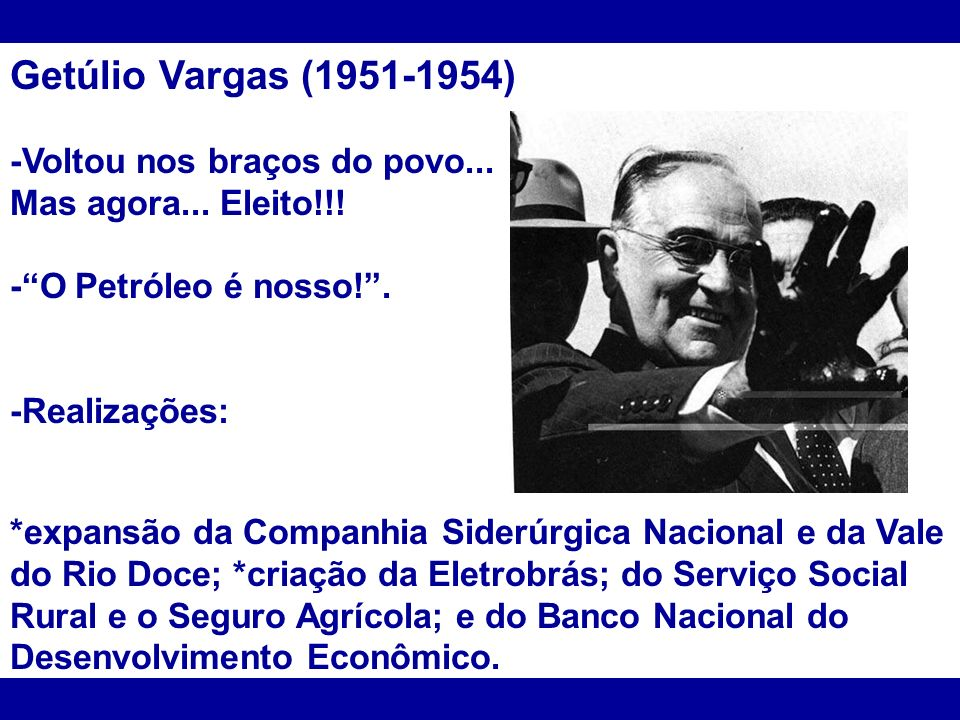 Getúlio Vargas (1951-1954)
-Voltou nos braços do povo...
Mas agora... Eleito!!!
-“O Petróleo é nosso!”.
-Realizações:
*expansão da Companhia Siderúrgica Nacional e da Vale
do Rio Doce; *criação da Eletrobrás; do Serviço Social
Rural e o Seguro Agrícola; e do Banco Nacional do
Desenvolvimento Econômico.